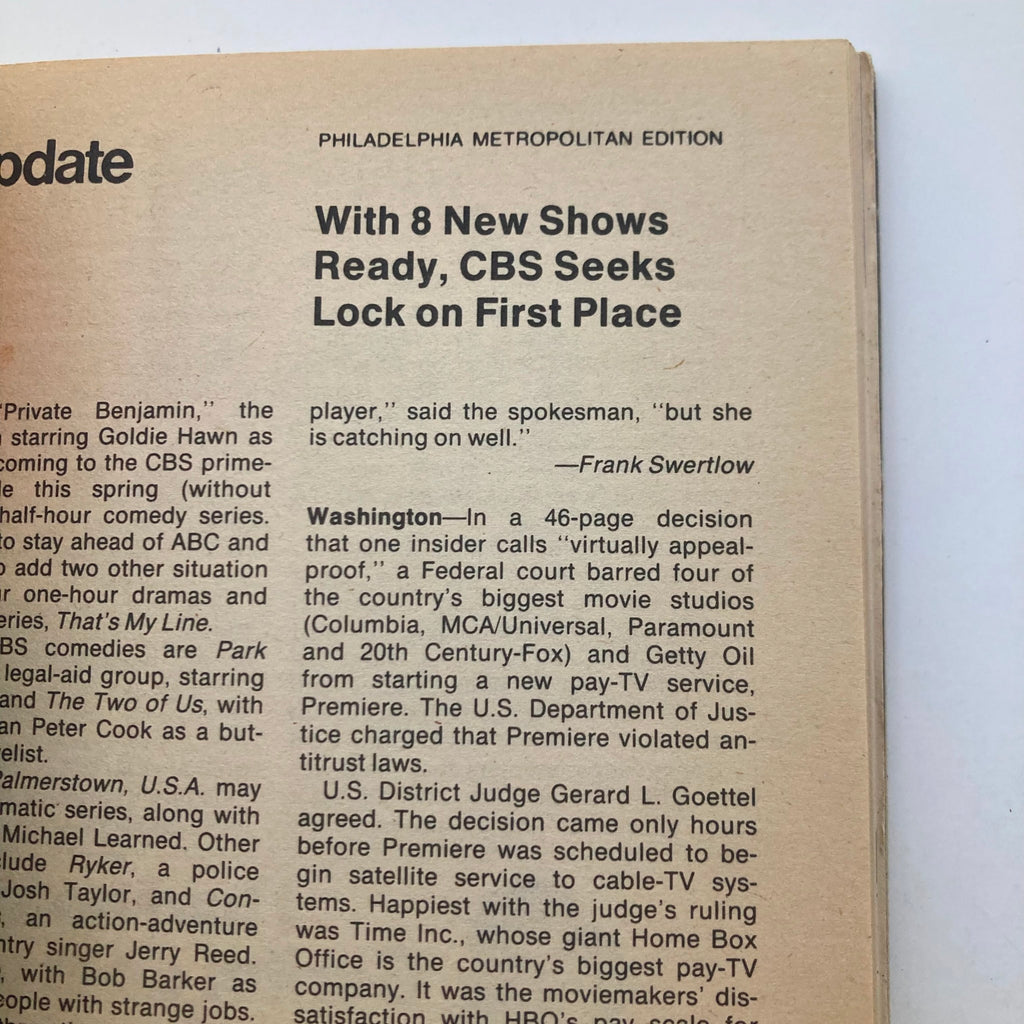 PHILADELPHIA METROPOLITAN EDITION
With 8 New Shows
Ready, CBS Seeks
Lock on First Place
"Private Benjamin," the
starring Goldie Hawn as
coming to the CBS prime-
this spring (without
half-hour comedy series.
to stay ahead of ABC and
add two other situation
one-hour dramas and
That's My Line.
comedies are Park
legal-aid group, starring
and The Two of Us, with
Peter Cook as a but-
Palmerstown, U.S.A. may
series, along with
Michael Learned. Other
Ryker, a police
Josh Taylor, and Con-
an action-adventure
singer Jerry Reed.
with Bob Barker as
with strange jobs.
player," said the spokesman, "but she
is catching on well."
—Frank Swertlow
Washington—In a 46-page decision
that one insider calls "virtually appeal-
proof," a Federal court barred four of
the country's biggest movie studios
(Columbia, MCA/Universal, Paramount
and 20th Century-Fox) and Getty Oil
from starting a new pay-TV service,
Premiere. The U.S. Department of Jus-
tice charged that Premiere violated an-
titrust laws.
U.S. District Judge Gerard L. Goettel
agreed. The decision came only hours
before Premiere was scheduled to be-
gin satellite service to cable-TV sys-
tems. Happiest with the judge's ruling
was Time Inc., whose giant Home Box
Office is the country's biggest pay-TV
company. It was the moviemakers' dis-
satisfaction with HBO's pay scale for